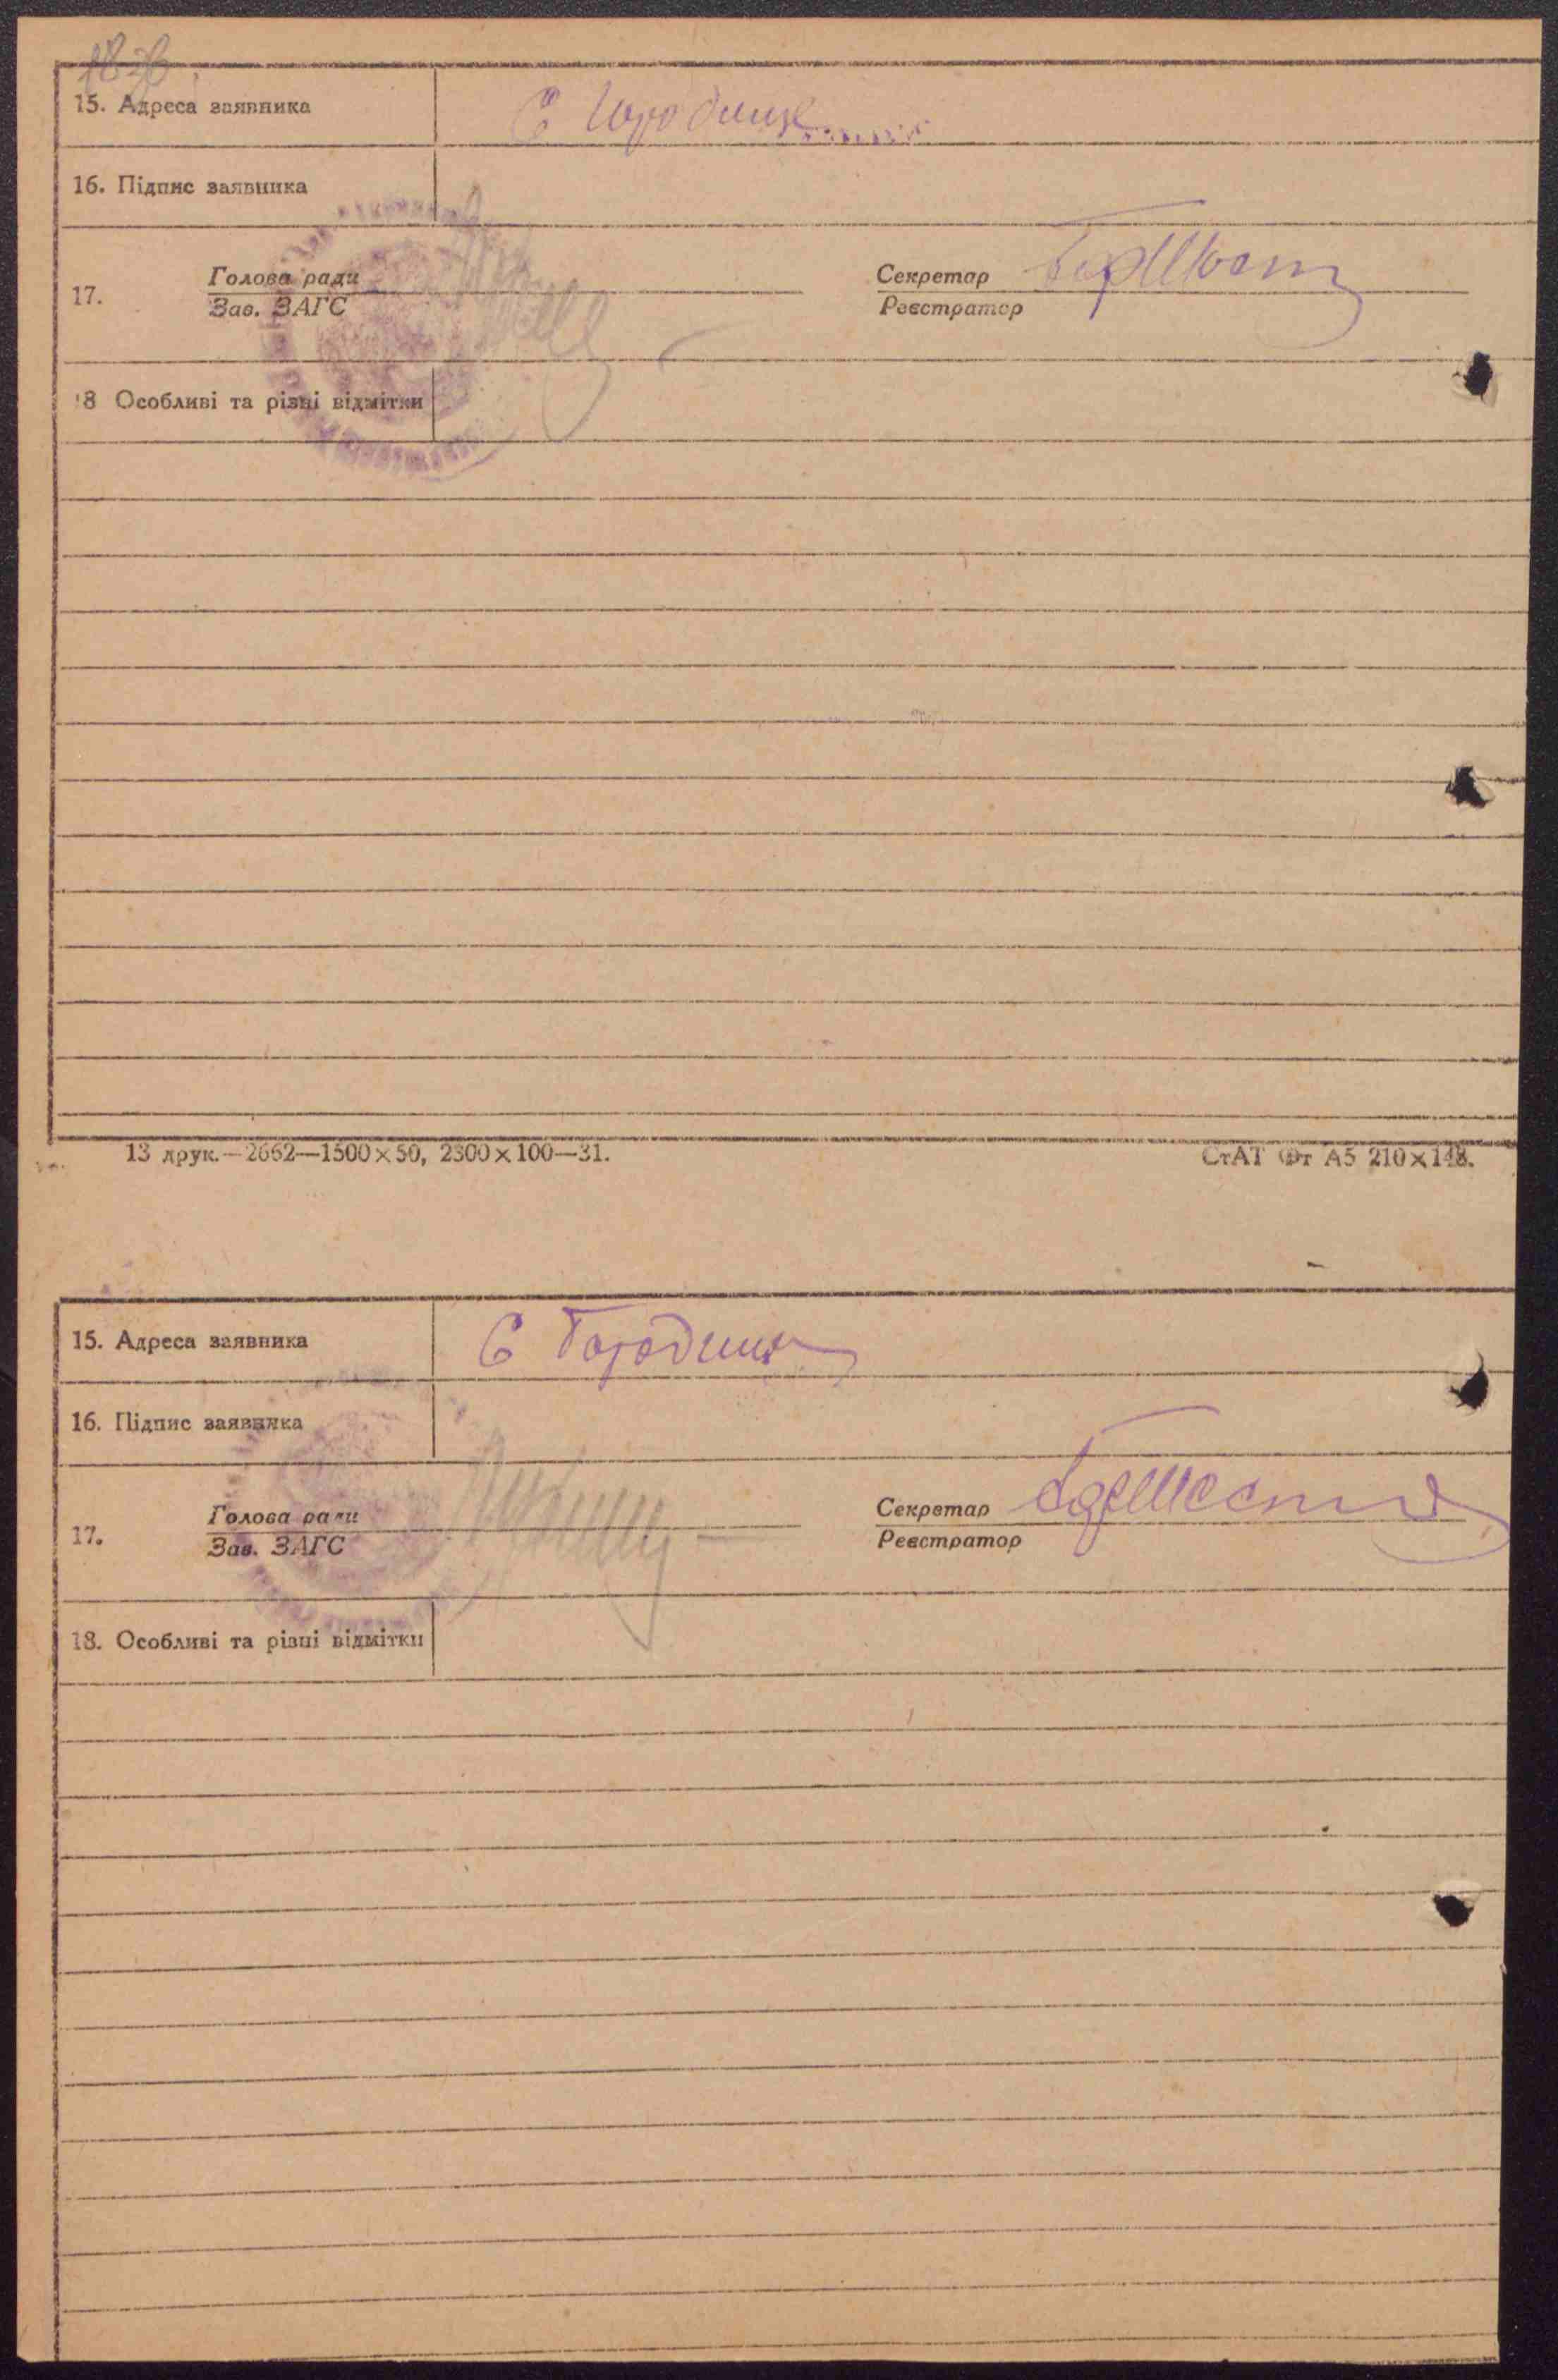 15. Адреса заявника С Городище
16. Підпис заявника
17. Голова ради Секретар
Зав. ЗАГС Реєстратор
18 Особливі та різні відмітки
13 друк.—2662—1500×50, 2300×100—31. СтАТ Фт А5 210×148.
15. Адреса заявника С Городище
16. Підпис заявника
17. Голова ради Секретар
Зав. ЗАГС Реєстратор
18. Особливі та різні відмітки